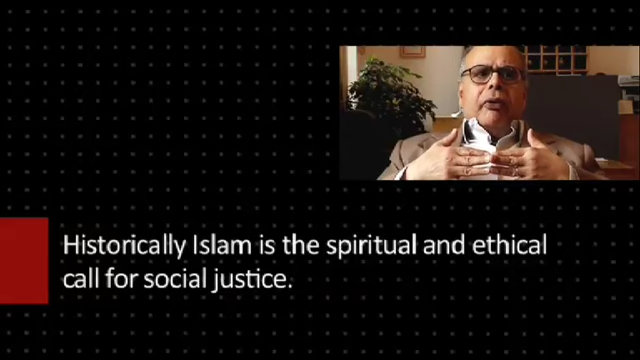 Historically Islam is the spiritual and ethical
call for social justice.